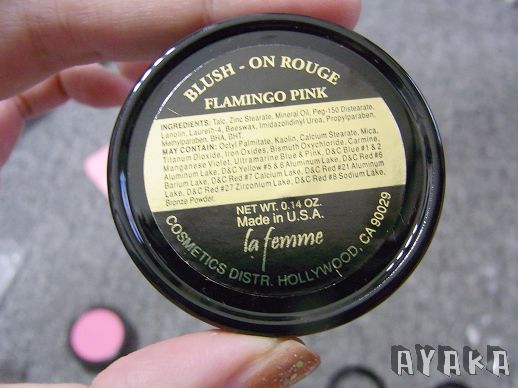 BLUSH - ON ROUGE
FLAMINGO PINK
INGREDIENTS: Talc, Zinc Stearate, Mineral Oil, Peg-150 Distearate,
Lanolin, Laureth-4, Beeswax, Imidazolidinyl Urea, Propylparaben,
Methylparaben, BHA, BHT.
MAY CONTAIN: Octyl Palmitate, Kaolin, Calcium Stearate, Mica,
Titanum Dioxide, Iron Oxides, Bismuth Oxychloride, Carmine,
Manganese Violet, Ultramarine Blue & Pink, D&C Blue #1 & 2
Aluminum Lake, D&C Yellow #5 & 6 Aluminum Lake, D&C Red #6
Barium Lake, D&C Red #7 Calcium Lake, D&C Red #21 Aluminum
Lake, D&C Red #27 Zirconium Lake, D&C Red #8 Sodium Lake,
Bronze Powder.
NET WT. 0.14 OZ.
Made in U.S.A.
la femme
COSMETICS DISTR. HOLLYWOOD, CA 90029
AYAKA